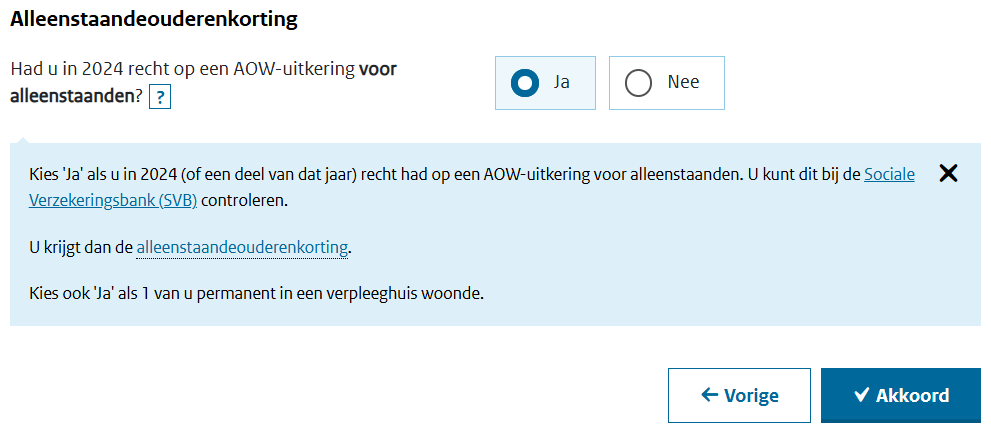 Alleenstaandeouderenkorting
Had u in 2024 recht op een AOW-uitkering voor
alleenstaanden? ?
Ja
Nee
Kies 'Ja' als u in 2024 (of een deel van dat jaar) recht had op een AOW-uitkering voor alleenstaanden. U kunt dit bij de Sociale
Verzekeringsbank (SVB) controleren.
U krijgt dan de alleenstaandeouderenkorting.
Kies ook 'Ja' als 1 van u permanent in een verpleeghuis woonde.
Vorige
Akkoord